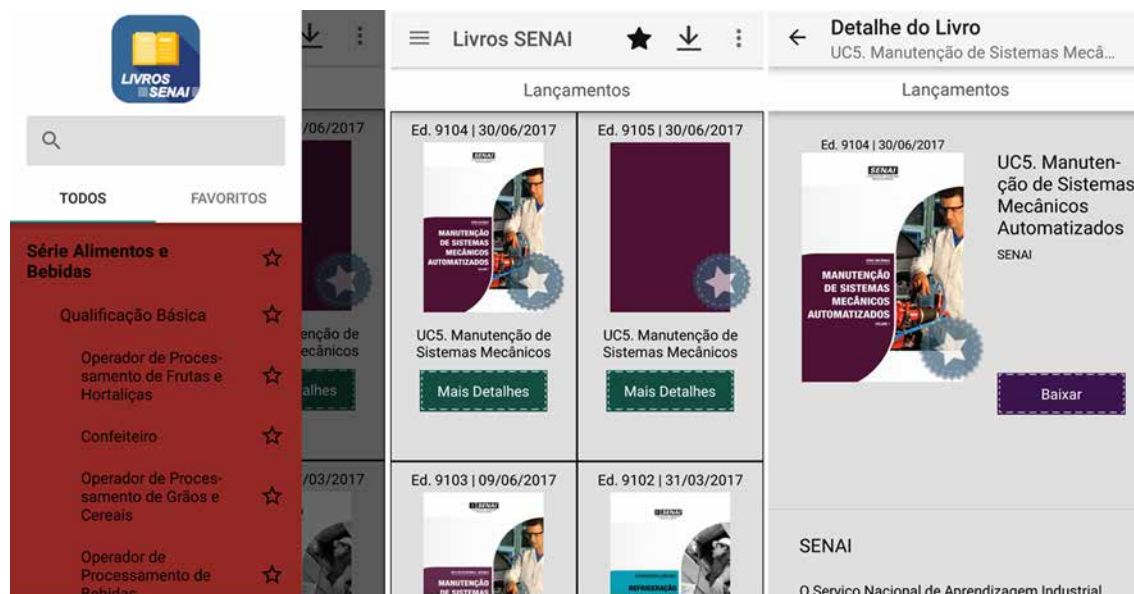 LIVROS
SENAI
TODOS
FAVORITOS
Série Alimentos e
Bebidas
Qualificação Básica
Operador de Proces-
samento de Frutas e
Hortaliças
Confeiteiro
Operador de Proces-
samento de Grãos e
Cereais
Operador de
Processamento de
Bebidas
/06/2017
enção de
ecânicos
alhes
/03/2017
Livros SENAI
Lançamentos
Ed. 9104 | 30/06/2017
SENAI
MANUTENÇÃO
DE SISTEMAS
MECÂNICOS
AUTOMATIZADOS
UC5. Manutenção de
Sistemas Mecânicos
Mais Detalhes
Ed. 9105 | 30/06/2017
UC5. Manutenção de
Sistemas Mecânicos
Mais Detalhes
Ed. 9103 | 09/06/2017
SENAI
MANUTENÇÃO
DE SISTEMAS
Ed. 9102 | 31/03/2017
SENAI
REFRIGERAÇÃO
Detalhe do Livro
UC5. Manutenção de Sistemas Mecâ...
Lançamentos
Ed. 9104 | 30/06/2017
SENAI
MANUTENÇÃO
DE SISTEMAS
MECÂNICOS
AUTOMATIZADOS
VOLUME 1
UC5. Manuten-
ção de Sistemas
Mecânicos
Automatizados
SENAI
Baixar
SENAI
O Serviço Nacional de Aprendizagem Industrial